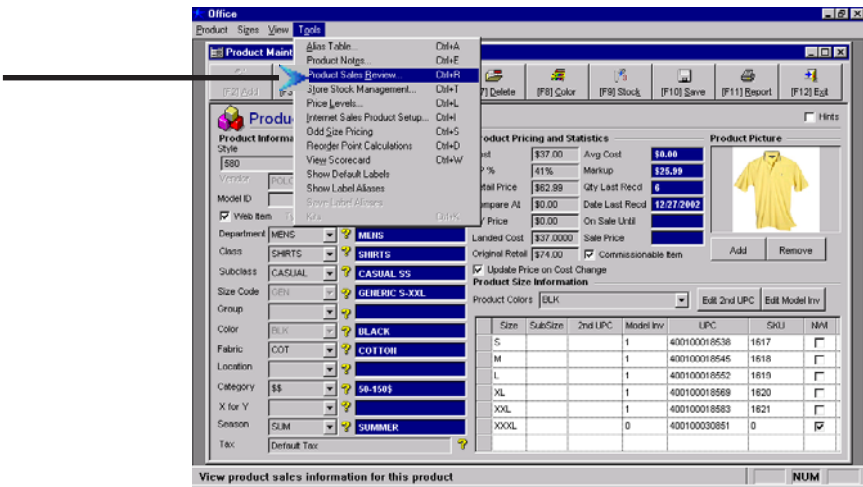 Office
Product Sizes View Tools
Product Maint
Alias Table... Ctrl+A
Product Notes... Ctrl+E
Product Sales Review... Ctrl+R
Store Stock Management... Ctrl+T
Price Levels... Ctrl+L
Internet Sales Product Setup... Ctrl+I
Odd Size Pricing Ctrl+S
Reorder Point Calculations Ctrl+D
View Scorecard Ctrl+W
Show Default Labels
Show Label Aliases
Save Label Aliases
Kits Ctrl+K
[F2] Add [F3 7] Delete [F8] Color [F9] Stock [F10] Save [F11] Report [F12] Exit
Produ Hints
Product Informa
Style
580
Vendor POLO
Model ID
Web Item Ty
Department MENS MENS
Class SHIRTS SHIRTS
Subclass CASUAL CASUAL SS
Size Code GEN GENERIC S-XXL
Group
Color BLK BLACK
Fabric COT COTTON
Location
Category $$ 50-150$
X for Y
Season SUM SUMMER
Tax Default Tax
roduct Pricing and Statistics Product Picture
ost $37.00 Avg Cost $0.00
P % 41% Markup $25.99
etail Price $62.99 Qty Last Recd 6
ompare At $0.00 Date Last Recd 12/27/2002
Price $0.00 On Sale Until
Landed Cost $37.0000 Sale Price
Original Retail $74.00 Commissionable Item Add Remove
Update Price on Cost Change
Product Size Information
Product Colors BLK Edit 2nd UPC Edit Model Inv
Size SubSize 2nd UPC Model Inv UPC SKU NWI
S 1 400100018538 1617
M 1 400100018545 1618
L 1 400100018552 1619
XL 1 400100018569 1620
XXL 1 400100018583 1621
XXXL 0 400100030851 0
View product sales information for this product NUM